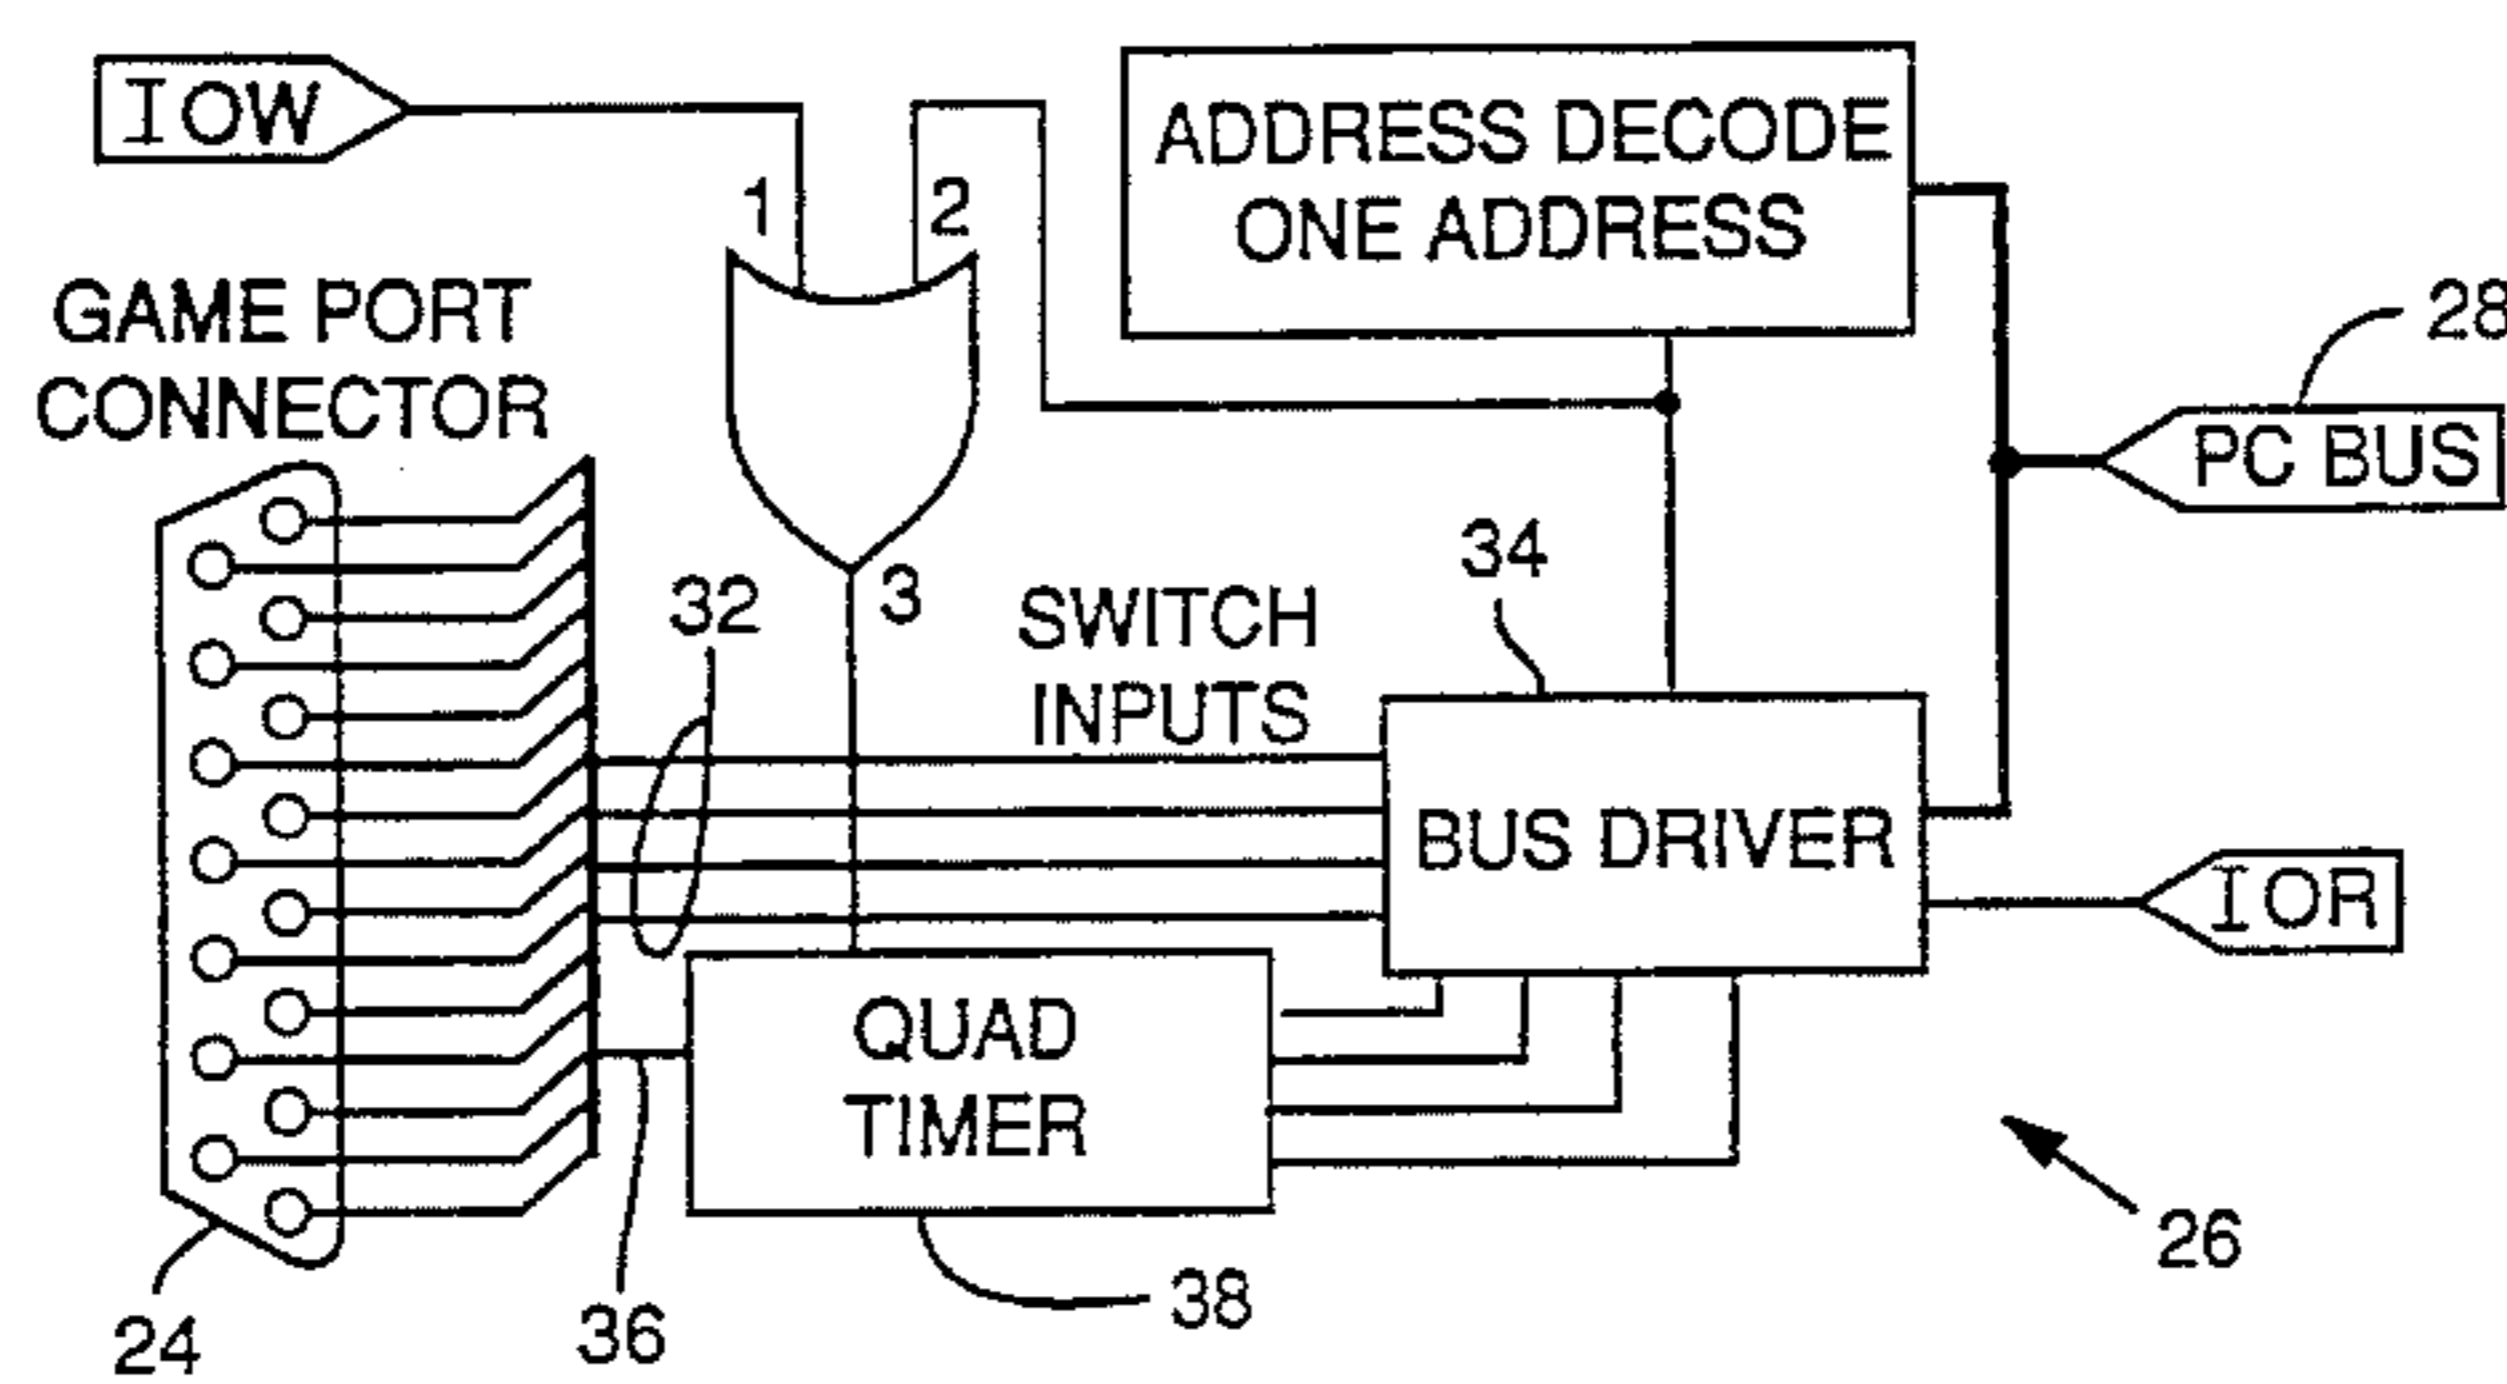 IOW
ADDRESS DECODE
ONE ADDRESS
1
2
GAME PORT
CONNECTOR
28
PC BUS
34
32
3
SWITCH
INPUTS
BUS DRIVER
IOR
QUAD
TIMER
26
38
36
24